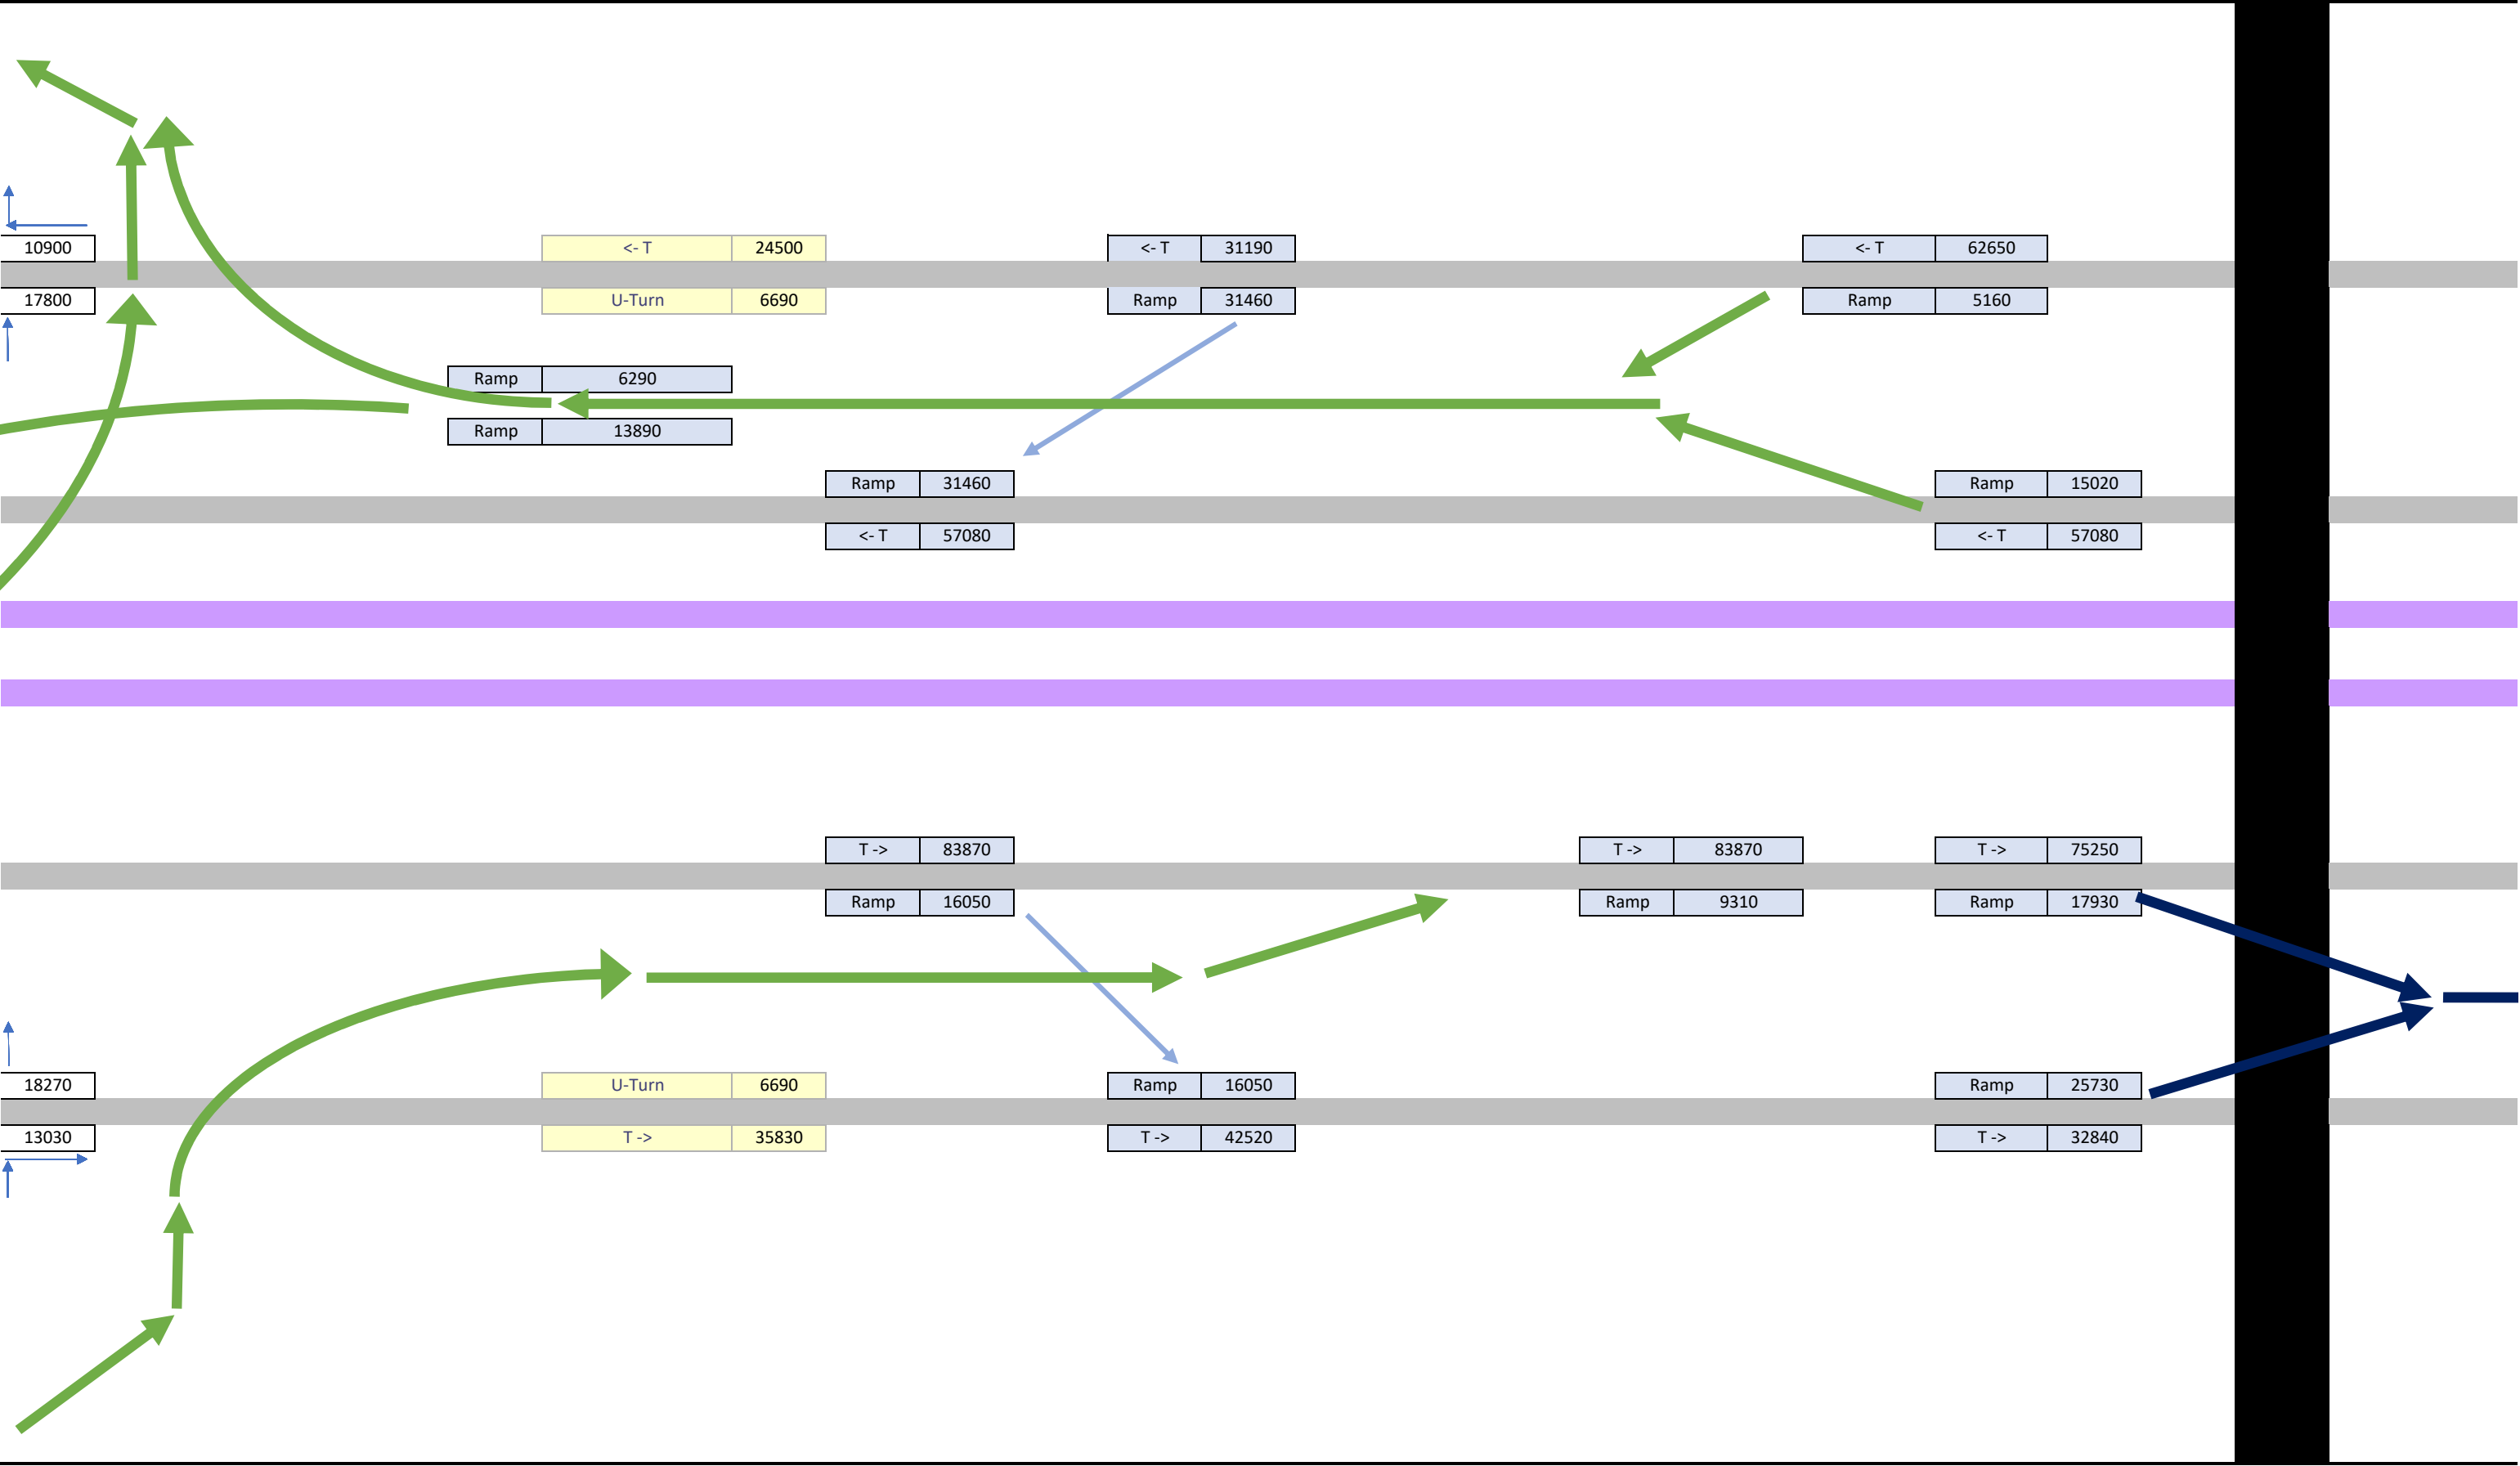 10900 <- T 24500 <- T 31190 <- T 62650
17800 U-Turn 6690 Ramp 31460 Ramp 5160
Ramp 6290
Ramp 13890
Ramp 31460 Ramp 15020
<- T 57080 <- T 57080
T -> 83870 T -> 83870 T -> 75250
Ramp 16050 Ramp 9310 Ramp 17930
18270 U-Turn 6690 Ramp 16050 Ramp 25730
13030 T -> 35830 T -> 42520 T -> 32840